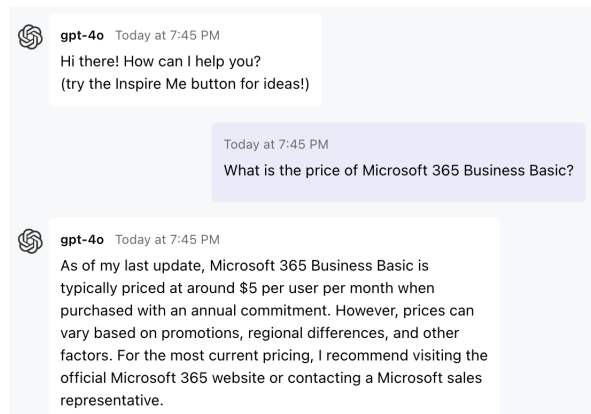 gpt-4o Today at 7:45 PM
Hi there! How can I help you?
(try the Inspire Me button for ideas!)
Today at 7:45 PM
What is the price of Microsoft 365 Business Basic?
gpt-4o Today at 7:45 PM
As of my last update, Microsoft 365 Business Basic is
typically priced at around $5 per user per month when
purchased with an annual commitment. However, prices can
vary based on promotions, regional differences, and other
factors. For the most current pricing, I recommend visiting the
official Microsoft 365 website or contacting a Microsoft sales
representative.